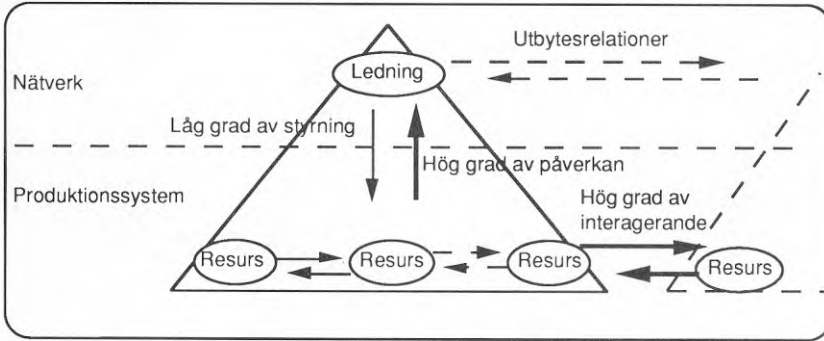 Utbytesrelationer
Ledning
Nätverk
Låg grad av styrning
Hög grad av påverkan
Produktionssystem
Hög grad av
interagerande
Resurs
Resurs
Resurs
Resurs